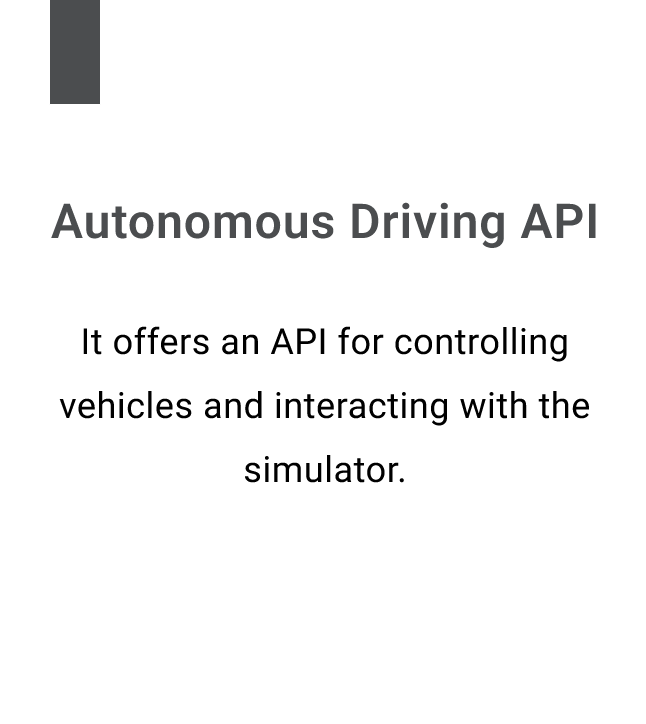 Autonomous Driving API
It offers an API for controlling
vehicles and interacting with the
simulator.